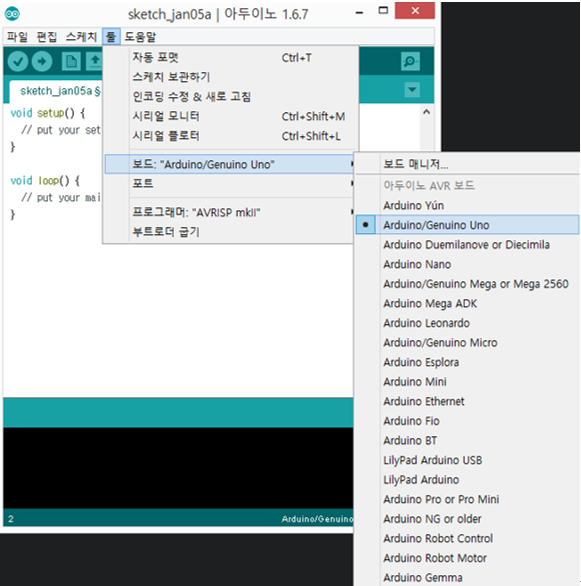 sketch_jan05a | 아두이노 1.6.7
파일 편집 스케치 툴 도움말
sketch_jan05a §
void setup() {
// put your set
}
void loop() {
// put your mai
}
자동 포맷 Ctrl+T
스케치 보관하기
인코딩 수정 & 새로 고침
시리얼 모니터 Ctrl+Shift+M
시리얼 플로터 Ctrl+Shift+L
보드: "Arduino/Genuino Uno"
포트
프로그래머: "AVRISP mkII"
부트로더 굽기
보드 매니저...
아두이노 AVR 보드
Arduino Yún
Arduino/Genuino Uno
Arduino Duemilanove or Diecimila
Arduino Nano
Arduino/Genuino Mega or Mega 2560
Arduino Mega ADK
Arduino Leonardo
Arduino/Genuino Micro
Arduino Esplora
Arduino Mini
Arduino Ethernet
Arduino Fio
Arduino BT
LilyPad Arduino USB
LilyPad Arduino
Arduino Pro or Pro Mini
Arduino NG or older
Arduino Robot Control
Arduino Robot Motor
Arduino Gemma
2 Arduino/Genuino